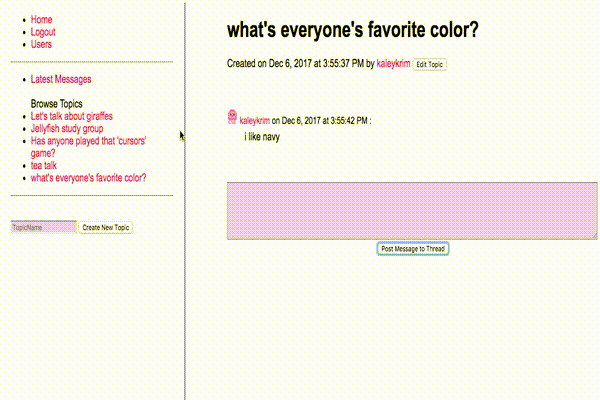 Home
Logout
Users
Latest Messages
Browse Topics
Let's talk about giraffes
Jellyfish study group
Has anyone played that 'cursors'
game?
tea talk
what's everyone's favorite color?
TopicName Create New Topic
what's everyone's favorite color?
Created on Dec 6, 2017 at 3:55:37 PM by kaleykrim Edit Topic
kaleykrim on Dec 6, 2017 at 3:55:42 PM :
i like navy
Post Message to Thread